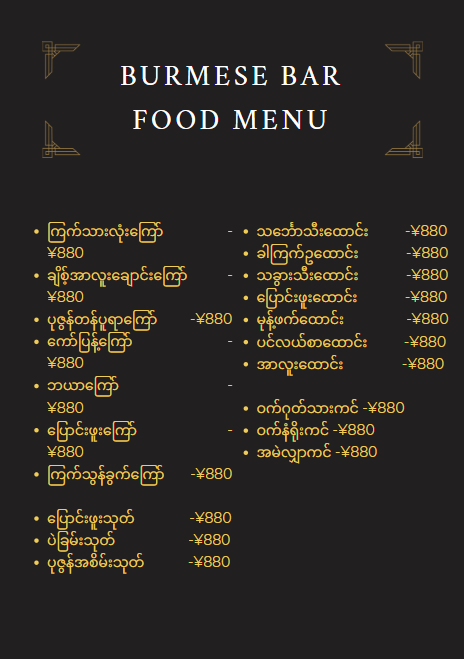 BURMESE BAR
FOOD MENU
• ကြက်သားလုံးကြော် -
¥880
• ချိစ့်အာလူးချောင်းကြော် -
¥880
• ပုဇွန်တန်ပူရာကြော် -¥880
• ကော်ပြန့်ကြော် -
¥880
• ဘယာကြော် -
¥880
• ပြောင်းဖူးကြော် -
¥880
• ကြက်သွန်ခွက်ကြော် -¥880
• ပြောင်းဖူးသုတ် -¥880
• ပဲခြမ်းသုတ် -¥880
• ပုဇွန်အစိမ်းသုတ် -¥880
• သင်္ဘောသီးထောင်း -¥880
• ခါကြက်ဥထောင်း -¥880
• သခွားသီးထောင်း -¥880
• ပြောင်းဖူးထောင်း -¥880
• မုန့်ဖက်ထောင်း -¥880
• ပင်လယ်စာထောင်း -¥880
• အာလူးထောင်း -¥880
• ဝက်ဂုတ်သားကင် -¥880
• ဝက်နံရိုးကင် -¥880
• အမဲလျှာကင် -¥880